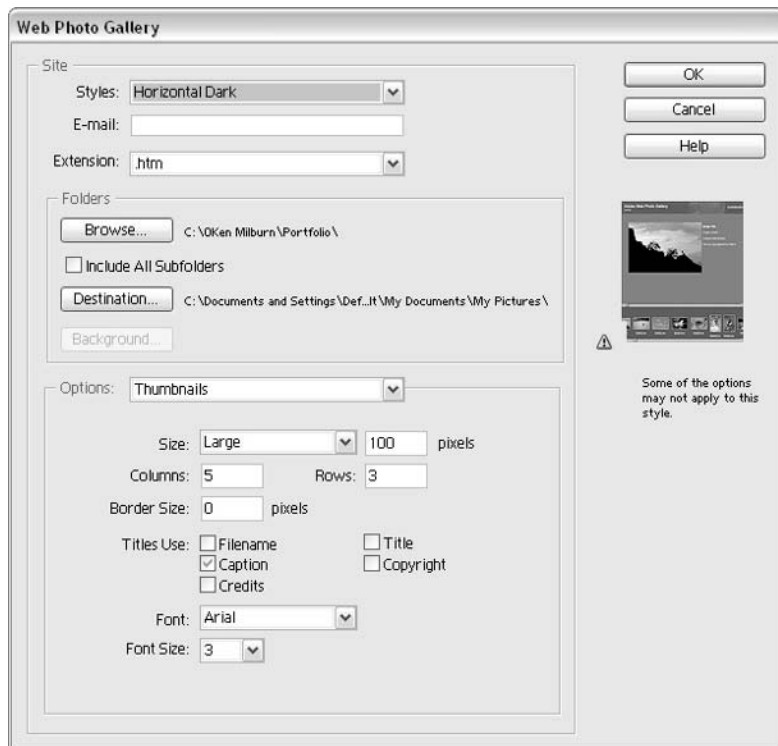 Web Photo Gallery
Site
Styles: Horizontal Dark
E-mail:
Extension: .htm
Folders
Browse... C:\OKen Milburn\Portfolio\
Include All Subfolders
Destination... C:\Documents and Settings\Def...lt\My Documents\My Pictures\
Background...
Options: Thumbnails
Size: Large 100 pixels
Columns: 5 Rows: 3
Border Size: 0 pixels
Titles Use: Filename Title
Caption Copyright
Credits
Font: Arial
Font Size: 3
OK
Cancel
Help
Some of the options
may not apply to this
style.